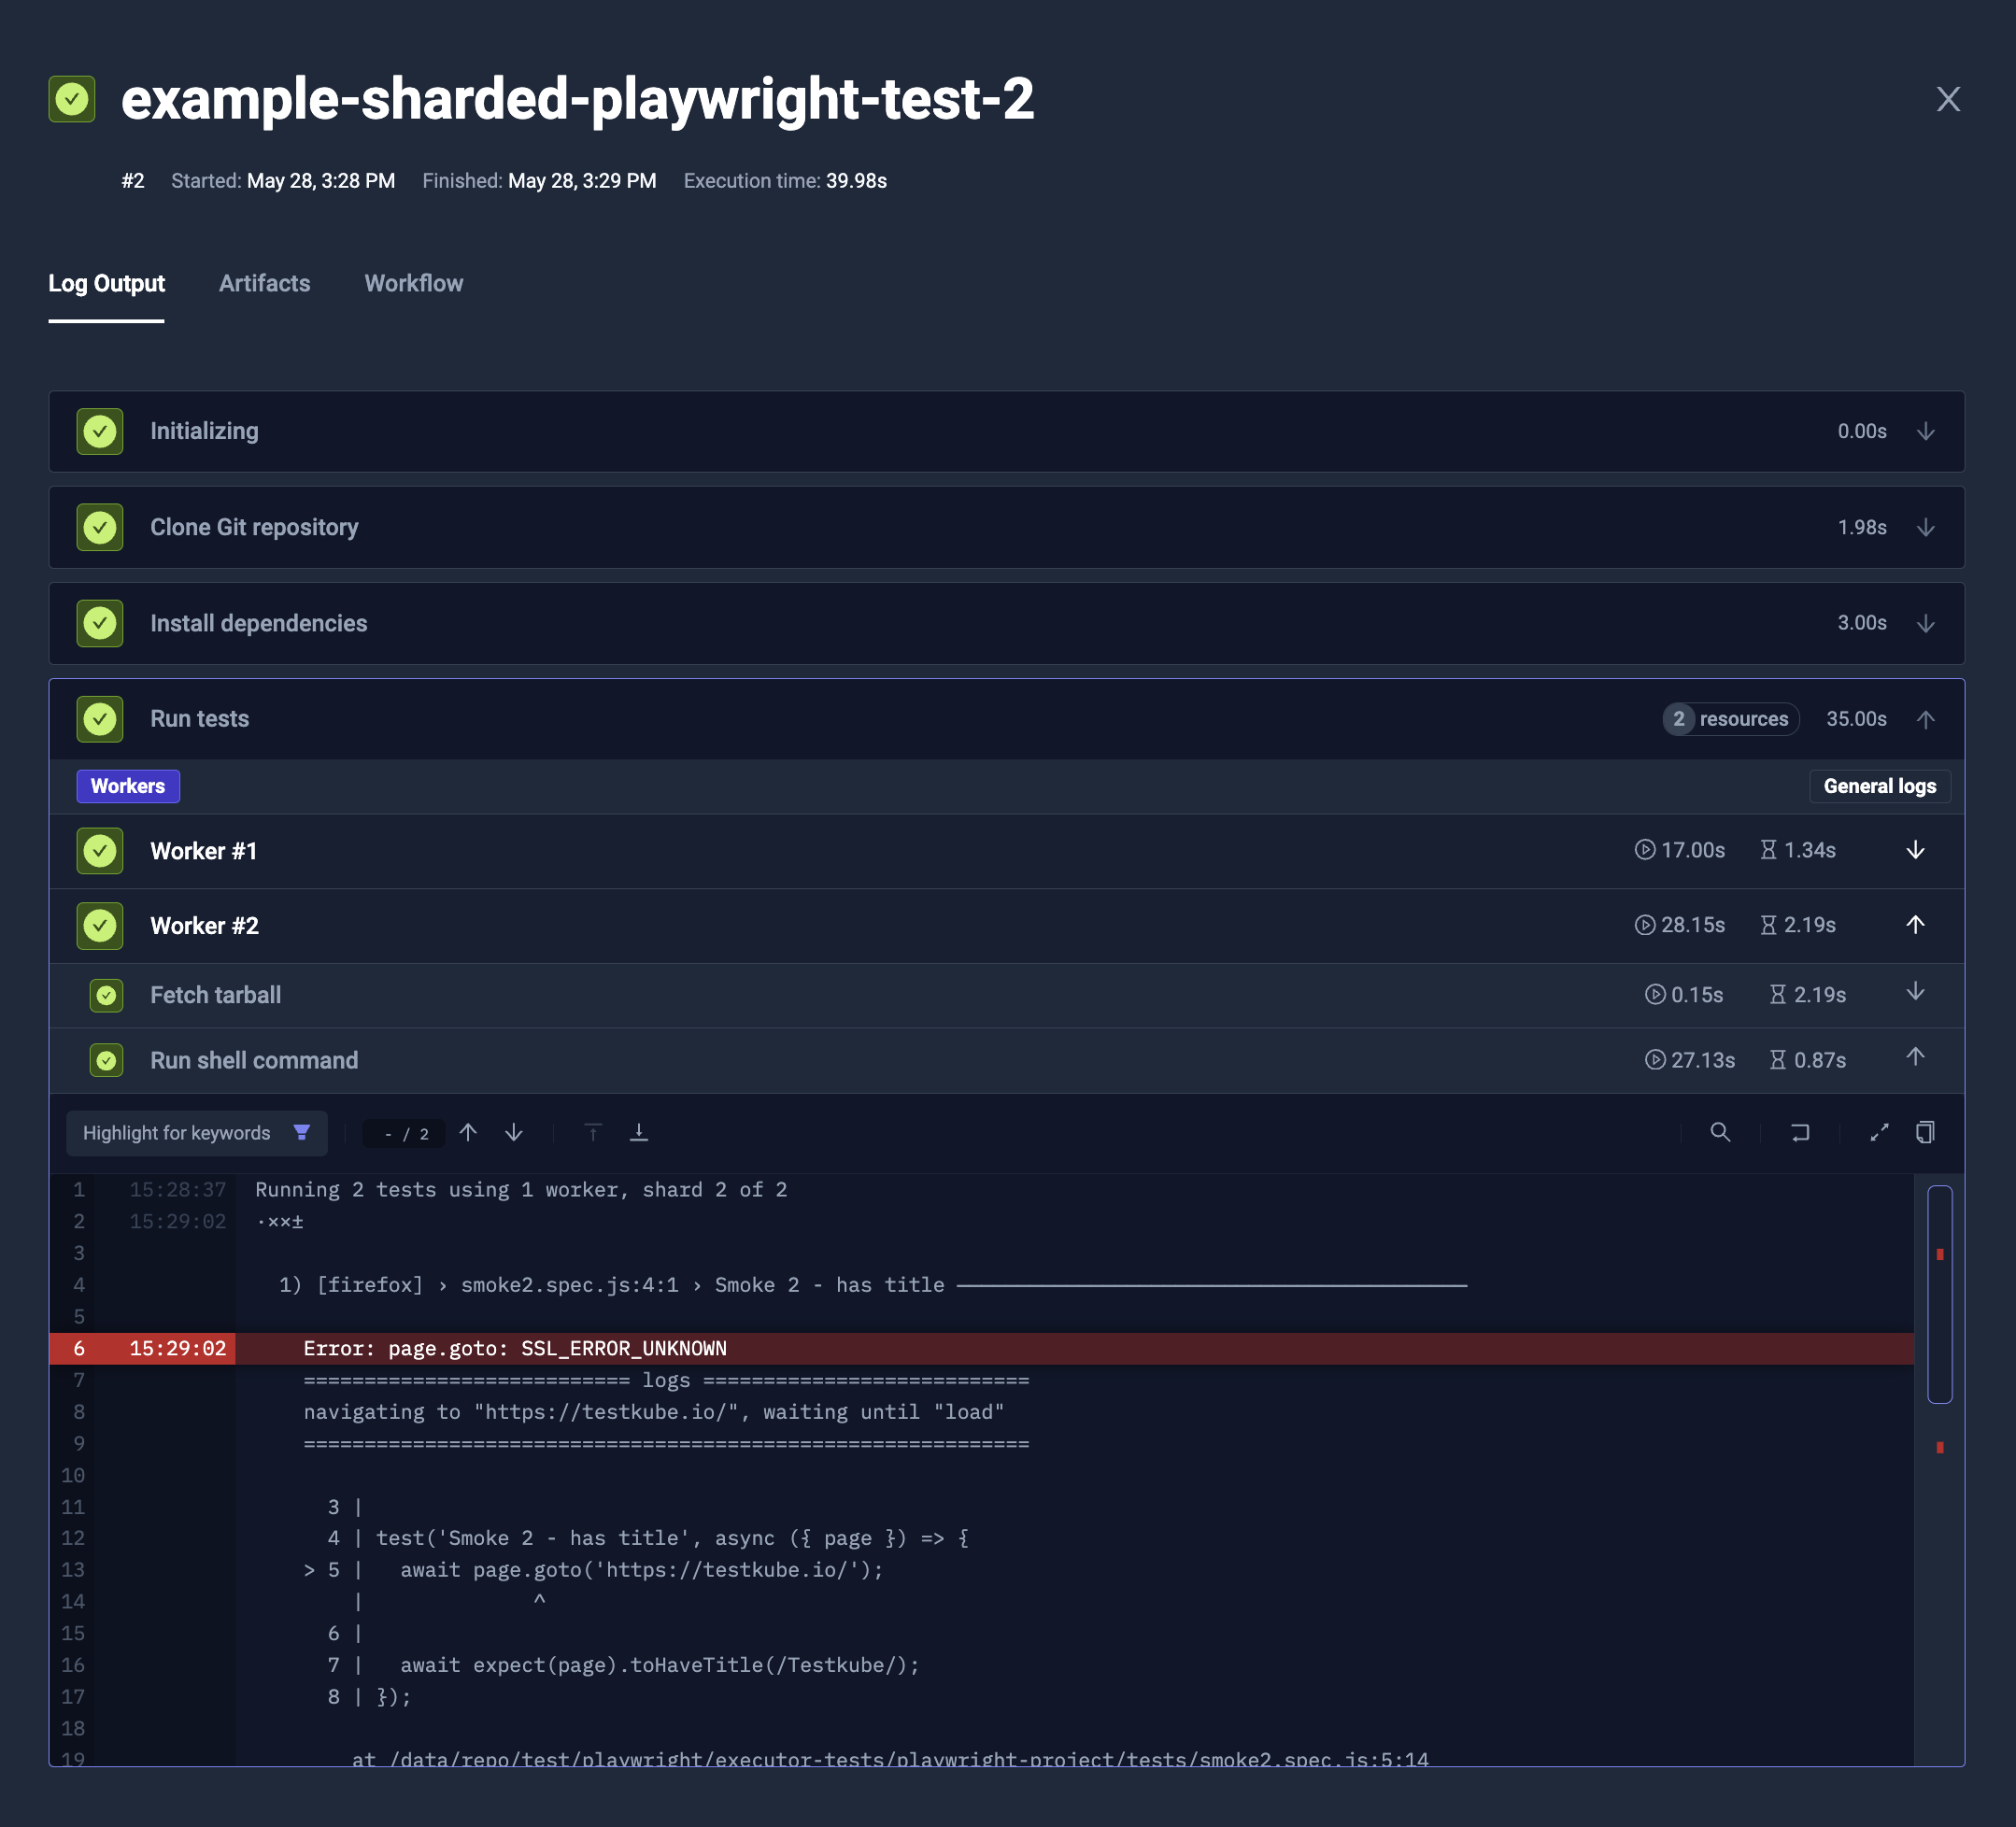 example-sharded-playwright-test-2
#2 Started: May 28, 3:28 PM Finished: May 28, 3:29 PM Execution time: 39.98s
Log Output Artifacts Workflow
Initializing 0.00s
Clone Git repository 1.98s
Install dependencies 3.00s
Run tests 2 resources 35.00s
Workers General logs
Worker #1 17.00s 1.34s
Worker #2 28.15s 2.19s
Fetch tarball 0.15s 2.19s
Run shell command 27.13s 0.87s
Highlight for keywords - / 2
1 15:28:37 Running 2 tests using 1 worker, shard 2 of 2
2 15:29:02 ·××±
3
4 1) [firefox] › smoke2.spec.js:4:1 › Smoke 2 - has title ──────────────────────────────────────────
5
6 15:29:02 Error: page.goto: SSL_ERROR_UNKNOWN
7 =========================== logs ===========================
8 navigating to "https://testkube.io/", waiting until "load"
9 ============================================================
10
11 3 |
12 4 | test('Smoke 2 - has title', async ({ page }) => {
13 > 5 |   await page.goto('https://testkube.io/');
14 |              ^
15 6 |
16 7 |   await expect(page).toHaveTitle(/Testkube/);
17 8 | });
18
19 at /data/repo/test/playwright/executor-tests/playwright-project/tests/smoke2.spec.js:5:14